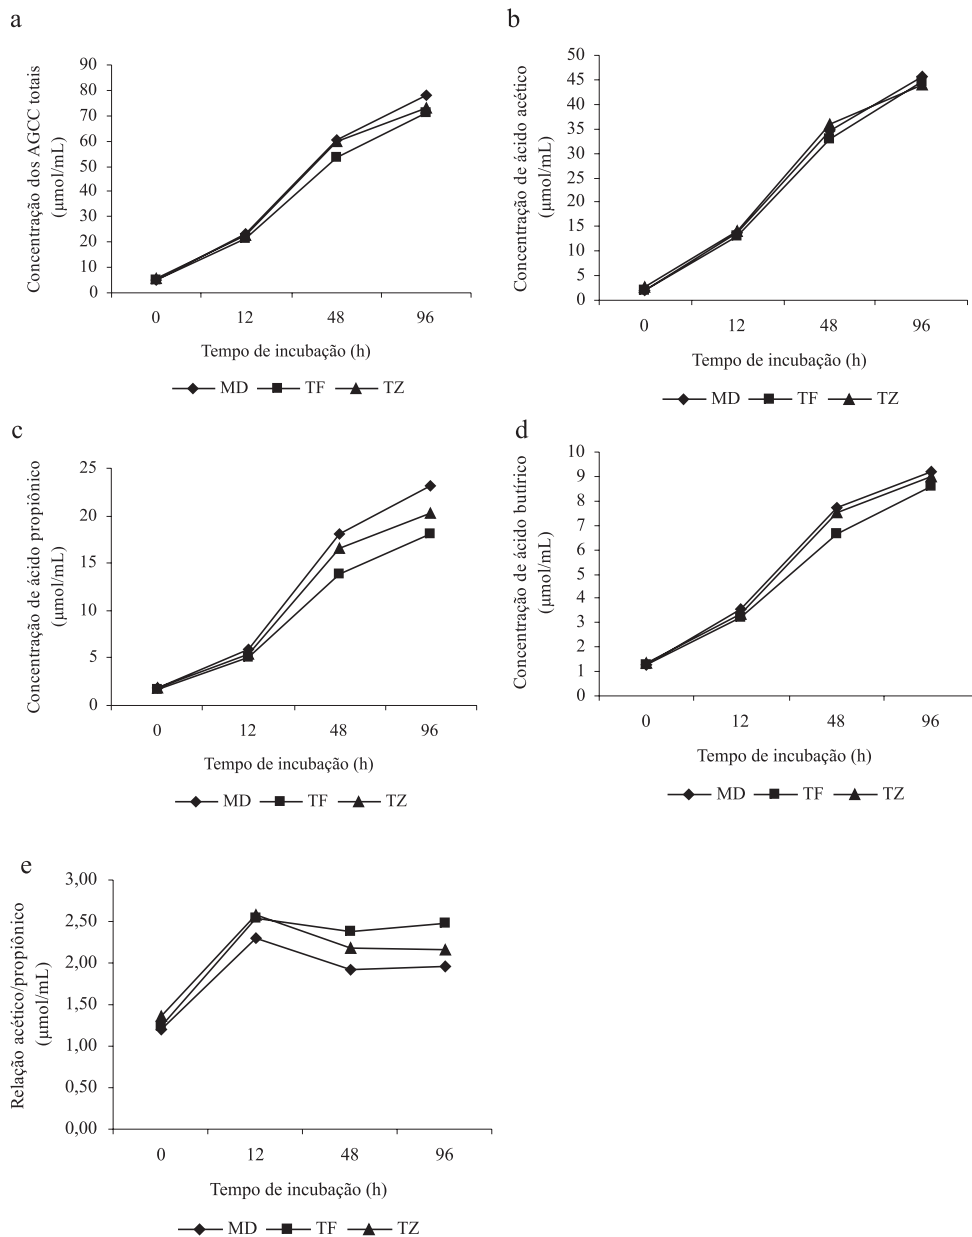 a
Concentração dos AGCC totais
(µmol/mL)
90
80
70
60
50
40
30
20
10
0
0 12 48 96
Tempo de incubação (h)
MD TF TZ
b
Concentração de ácido acético
(µmol/mL)
50
45
40
35
30
25
20
15
10
5
0
0 12 48 96
Tempo de incubação (h)
MD TF TZ
c
Concentração de ácido propiônico
(µmol/mL)
25
20
15
10
5
0
0 12 48 96
Tempo de incubação (h)
MD TF TZ
d
Concentração de ácido butírico
(µmol/mL)
10
9
8
7
6
5
4
3
2
1
0
0 12 48 96
Tempo de incubação (h)
MD TF TZ
e
Relação acético/propiônico
(µmol/mL)
3,00
2,50
2,00
1,50
1,00
0,50
0,00
0 12 48 96
Tempo de incubação (h)
MD TF TZ